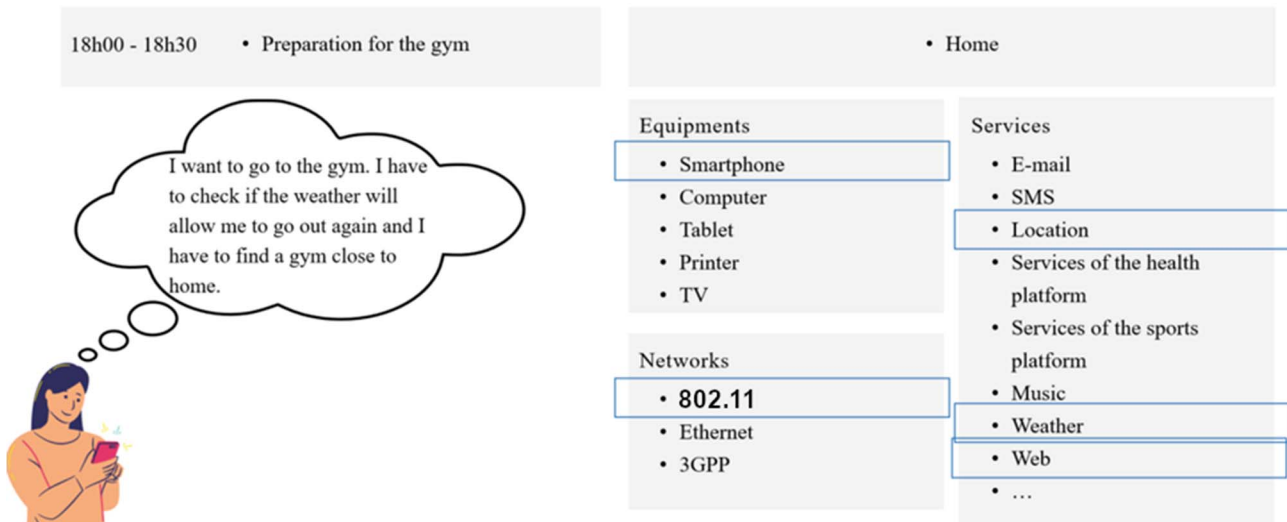 18h00 - 18h30 • Preparation for the gym
• Home
I want to go to the gym. I have
to check if the weather will
allow me to go out again and I
have to find a gym close to
home.
Equipments
• Smartphone
• Computer
• Tablet
• Printer
• TV
Networks
• 802.11
• Ethernet
• 3GPP
Services
• E-mail
• SMS
• Location
• Services of the health
platform
• Services of the sports
platform
• Music
• Weather
• Web
• …